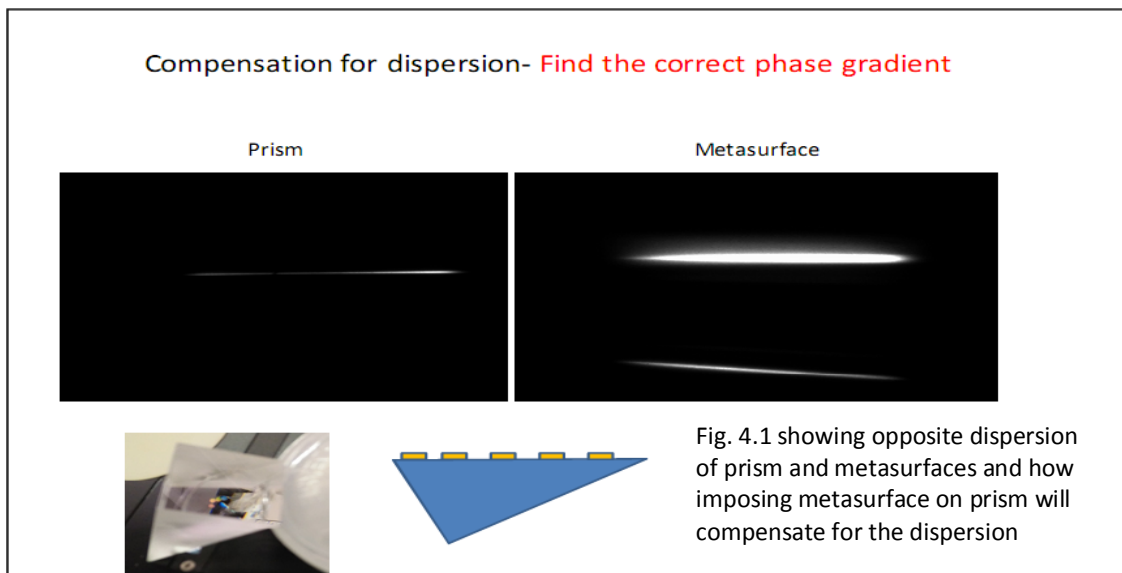 Compensation for dispersion- Find the correct phase gradient
Prism
Metasurface
Fig. 4.1 showing opposite dispersion
of prism and metasurfaces and how
imposing metasurface on prism will
compensate for the dispersion